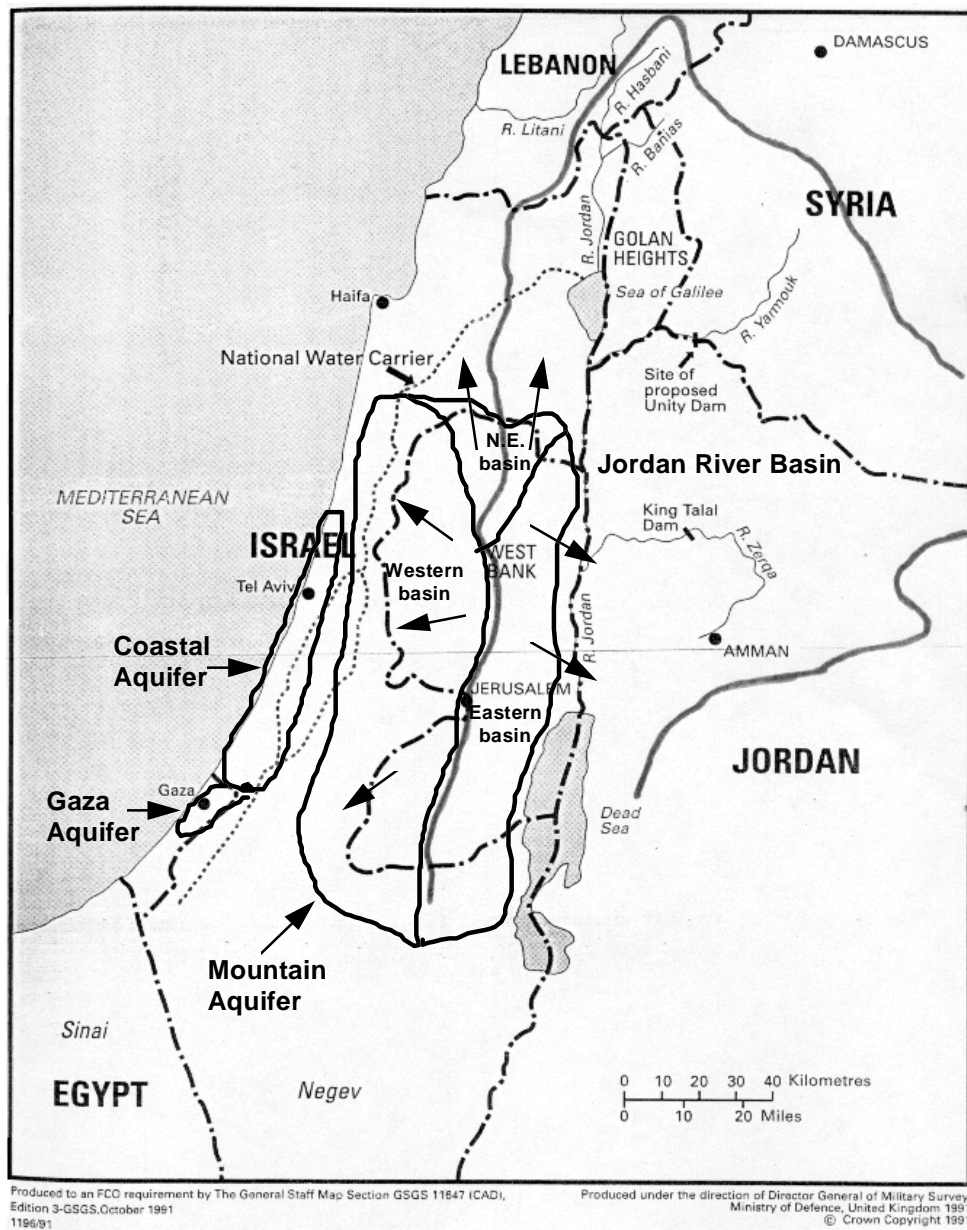 DAMASCUS
LEBANON
R. Hasbani
R. Litani
R. Banias
SYRIA
R. Jordan
GOLAN
HEIGHTS
Sea of Galilee
Haifa
R. Yarmouk
National Water Carrier
Site of
proposed
Unity Dam
N.E.
basin
Jordan River Basin
MEDITERRANEAN
SEA
King Talal
Dam
ISRAEL
WEST
BANK
R. Zerqa
Western
basin
Tel Aviv
R. Jordan
Coastal
Aquifer
AMMAN
JERUSALEM
Eastern
basin
JORDAN
Gaza
Gaza
Aquifer
Dead
Sea
Mountain
Aquifer
Sinai
EGYPT
Negev
0 10 20 30 40 Kilometres
0 10 20 Miles
Produced to an FCO requirement by The General Staff Map Section GSGS 11647 (CAD),
Edition 3-GSGS,October 1991
1196/91
Produced under the direction of Director General of Military Survey
Ministry of Defence, United Kingdom 199
© Crown Copyright 199